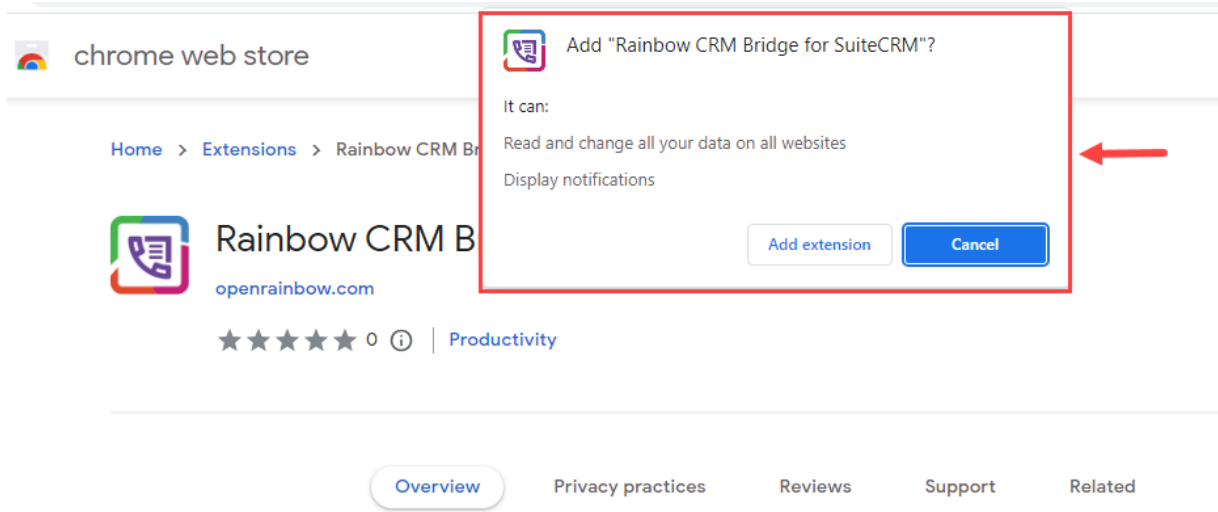 chrome web store
Add "Rainbow CRM Bridge for SuiteCRM"?
It can:
Read and change all your data on all websites
Display notifications
Add extension
Cancel
Home > Extensions > Rainbow CRM
Rainbow CRM
openrainbow.com
0 | Productivity
Overview
Privacy practices
Reviews
Support
Related